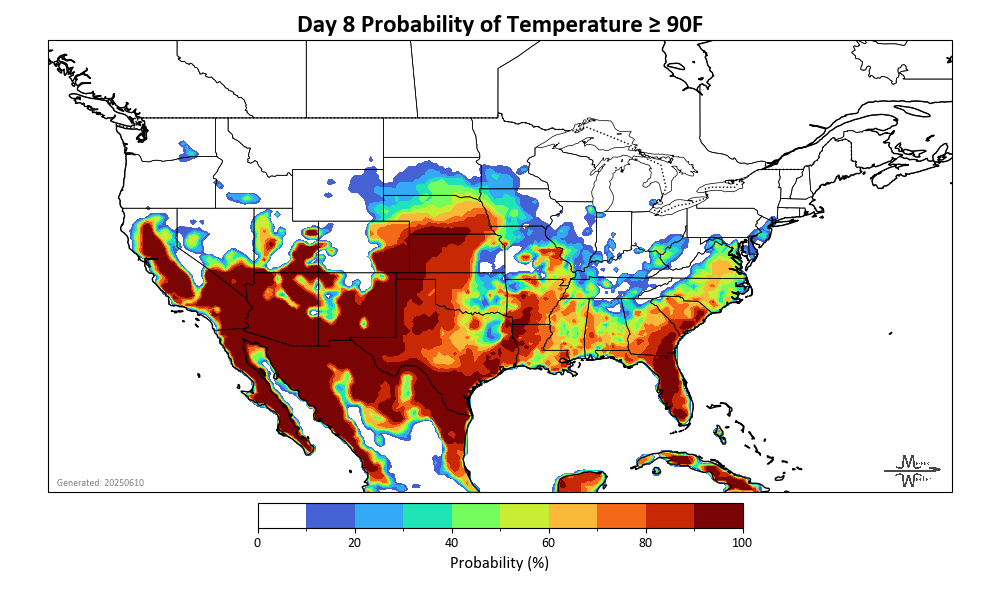 Day 8 Probability of Temperature ≥ 90F
Generated: 20250610
0 20 40 60 80 100
Probability (%)